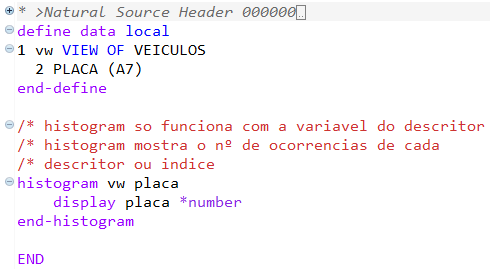 * >Natural Source Header 000000
define data local
1 vw VIEW OF VEICULOS
2 PLACA (A7)
end-define
/* histogram so funciona com a variavel do descritor
/* histogram mostra o nº de ocorrencias de cada
/* descritor ou indice
histogram vw placa
display placa *number
end-histogram
END